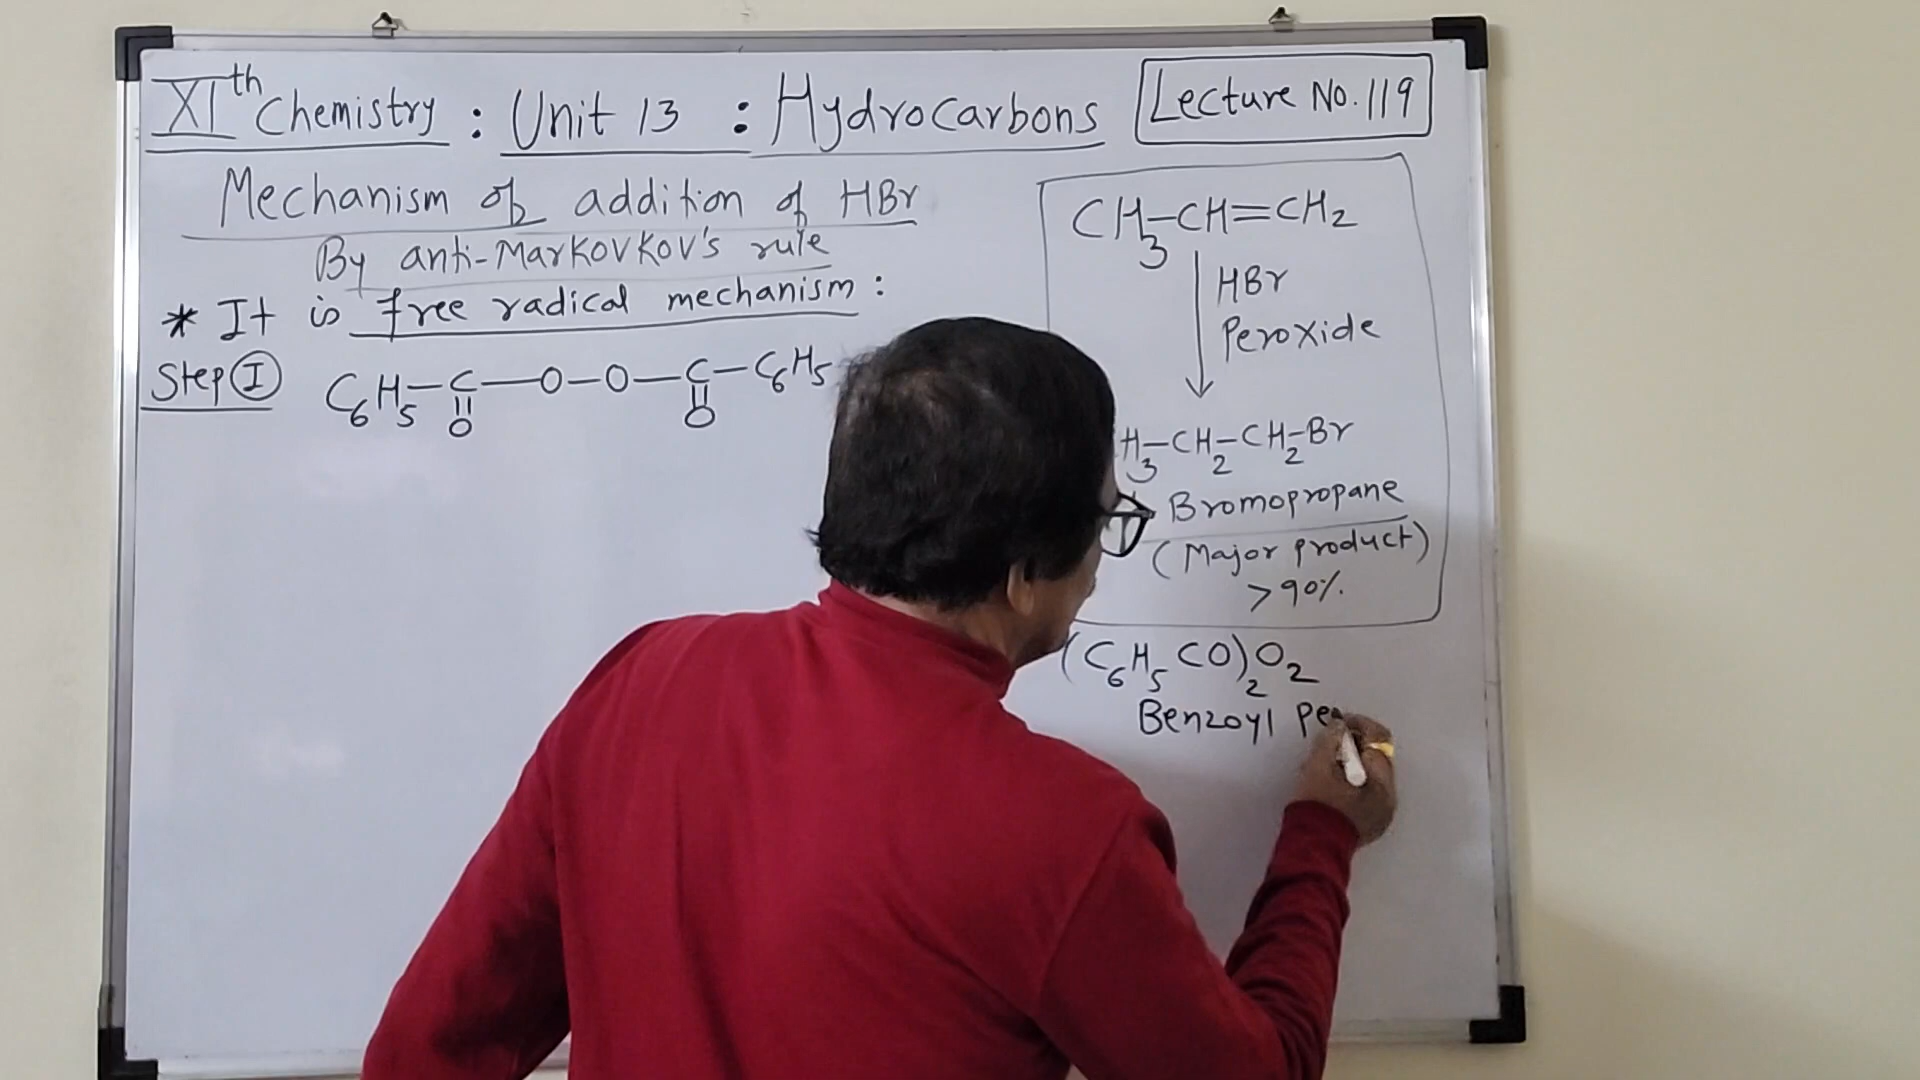 XIth Chemistry : Unit 13 : Hydrocarbons
Lecture No. 119
Mechanism of addition of HBr
By anti-Markovkov's rule
* It is free radical mechanism :
Step I C6H5-C-O-O-C-C6H5
O O
CH3-CH=CH2
HBr
Peroxide
H3-CH2-CH2-Br
Bromopropane
(Major product)
>90%.
(C6H5CO)2O2
Benzoyl Pe